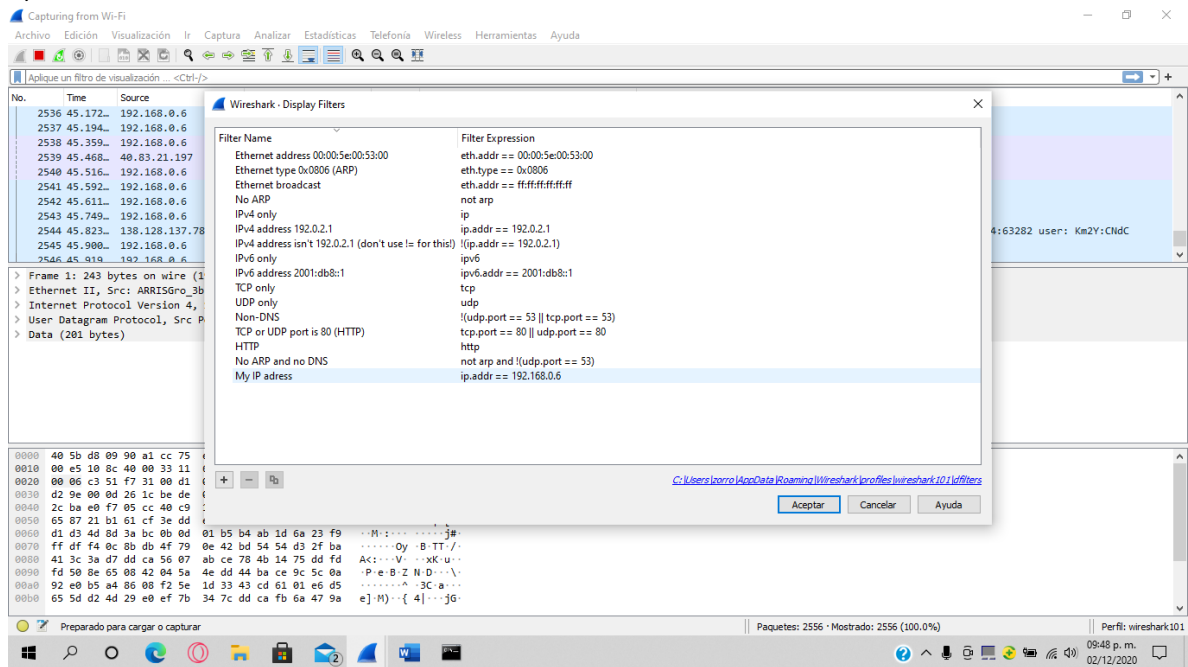 Capturing from Wi-Fi
Archivo Edición Visualización Ir Captura Analizar Estadísticas Telefonía Wireless Herramientas Ayuda
Aplique un filtro de visualización ... <Ctrl-/>
No. Time Source
2536 45.172… 192.168.0.6
2537 45.194… 192.168.0.6
2538 45.359… 192.168.0.6
2539 45.468… 40.83.21.197
2540 45.516… 192.168.0.6
2541 45.592… 192.168.0.6
2542 45.611… 192.168.0.6
2543 45.749… 192.168.0.6
2544 45.823… 138.128.137.78 4:63282 user: Km2Y:CNdC
2545 45.900… 192.168.0.6
2546 45.919 192.168.0.6
Wireshark · Display Filters
Filter Name Filter Expression
Ethernet address 00:00:5e:00:53:00 eth.addr == 00:00:5e:00:53:00
Ethernet type 0x0806 (ARP) eth.type == 0x0806
Ethernet broadcast eth.addr == ff:ff:ff:ff:ff:ff
No ARP not arp
IPv4 only ip
IPv4 address 192.0.2.1 ip.addr == 192.0.2.1
IPv4 address isn't 192.0.2.1 (don't use != for this!) !(ip.addr == 192.0.2.1)
IPv6 only ipv6
IPv6 address 2001:db8::1 ipv6.addr == 2001:db8::1
TCP only tcp
UDP only udp
Non-DNS !(udp.port == 53 || tcp.port == 53)
TCP or UDP port is 80 (HTTP) tcp.port == 80 || udp.port == 80
HTTP http
No ARP and no DNS not arp and !(udp.port == 53)
My IP adress ip.addr == 192.168.0.6
C:\Users\zorro\AppData\Roaming\Wireshark\profiles\wireshark101\dfilters
Aceptar Cancelar Ayuda
> Frame 1: 243 bytes on wire (1
> Ethernet II, Src: ARRISGro_3b
> Internet Protocol Version 4,
> User Datagram Protocol, Src P
> Data (201 bytes)
0000 40 5b d8 09 90 a1 cc 75
0010 00 e5 10 8c 40 00 33 11
0020 00 06 c3 51 f7 31 00 d1
0030 d2 9e 00 0d 26 1c be de
0040 2c ba e0 f7 05 cc 40 c9
0050 65 87 21 b1 61 cf 3e dd
0060 d1 d3 4d 8d 3a bc 0b 0d 01 b5 b4 ab 1d 6a 23 f9 ··M·:··· ·····j#·
0070 ff df f4 0c 8b db 4f 79 0e 42 bd 54 54 d3 2f ba ······Oy ·B·TT·/·
0080 41 3c 3a d7 dd ca 56 07 ab ce 78 4b 14 75 dd fd A<:···V· ··xK·u··
0090 fd 50 8e 65 08 42 04 5a 4e dd 44 ba ce 9c 5c 0a ·P·e·B·Z N·D···\·
00a0 92 e0 b5 a4 86 08 f2 5e 1d 33 43 cd 61 01 e6 d5 ·······^ ·3C·a···
00b0 65 5d d2 4d 29 e0 ef 7b 34 7c dd ca fb 6a 47 9a e]·M)··{ 4|···jG·
Preparado para cargar o capturar Paquetes: 2556 · Mostrado: 2556 (100.0%) Perfil: wireshark101
2
09:48 p. m.
02/12/2020